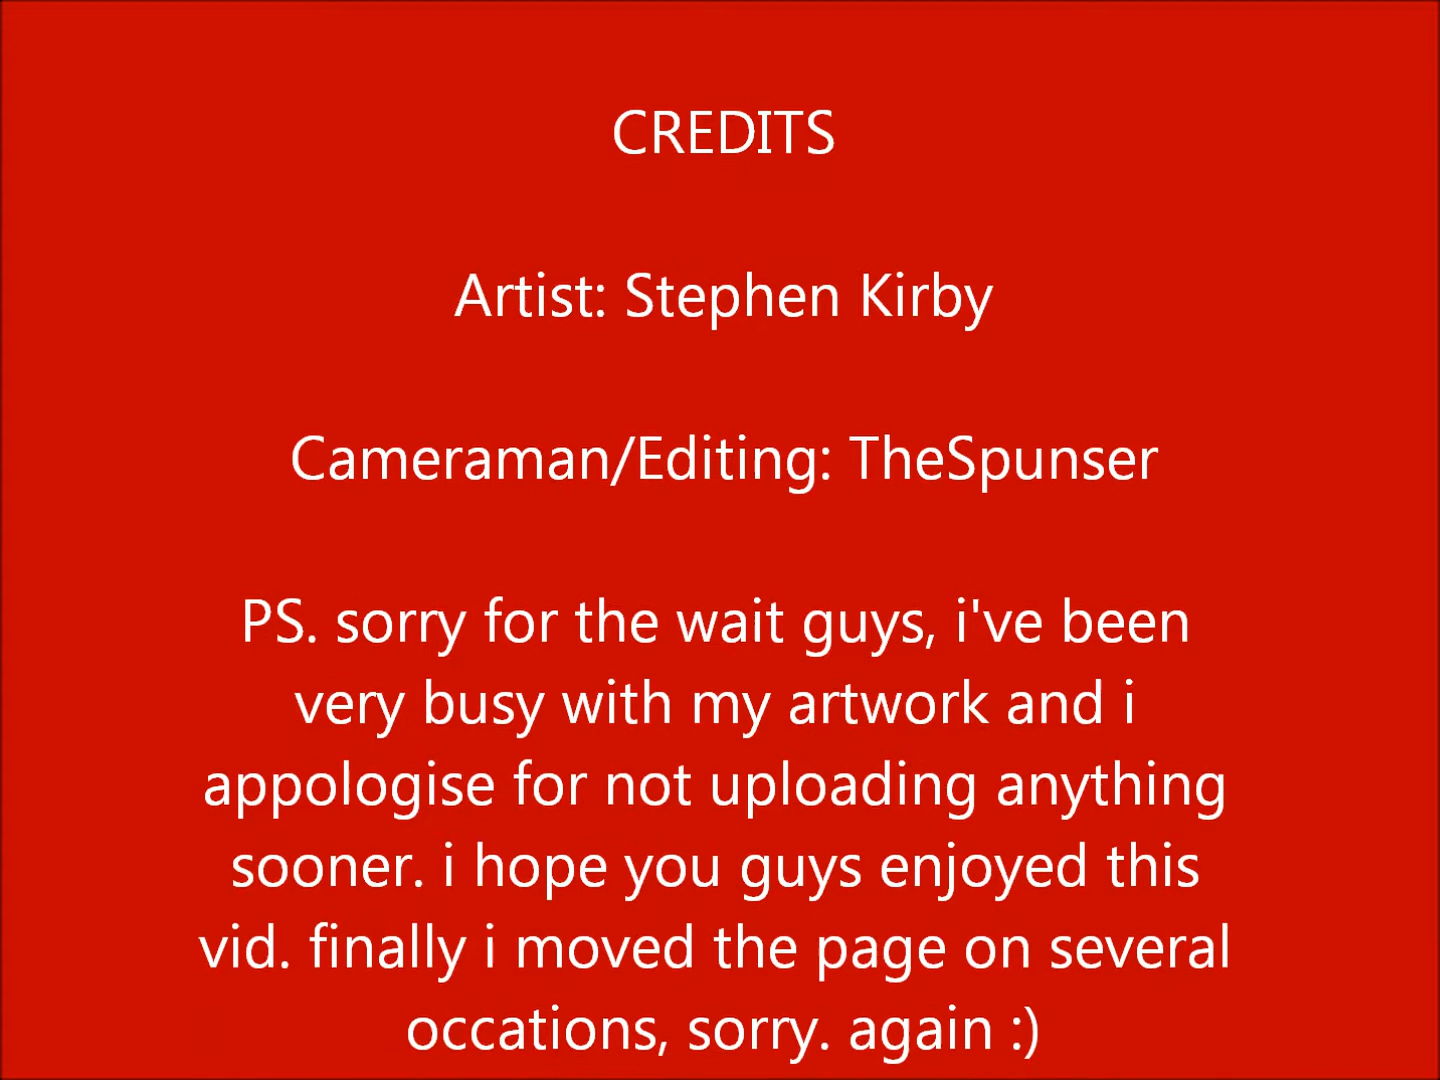 CREDITS
Artist: Stephen Kirby
Cameraman/Editing: TheSpunser
PS. sorry for the wait guys, i've been
very busy with my artwork and i
appologise for not uploading anything
sooner. i hope you guys enjoyed this
vid. finally i moved the page on several
occations, sorry. again :)